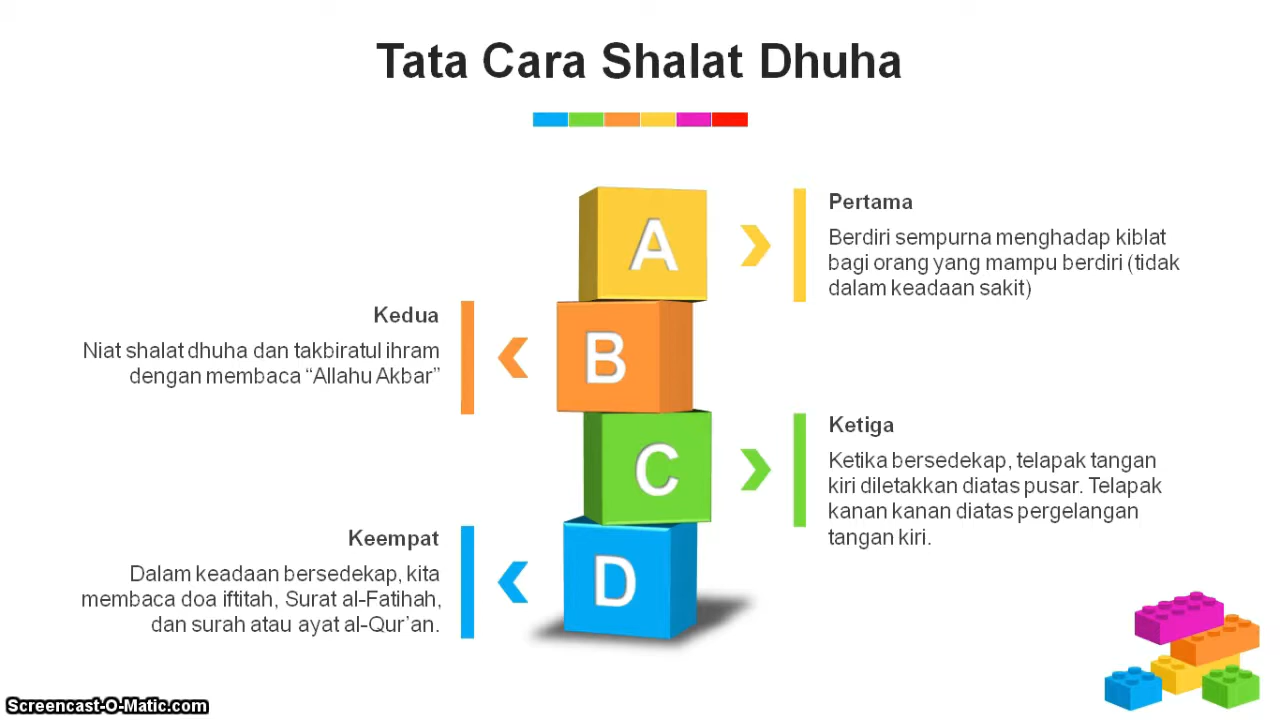 Tata Cara Shalat Dhuha
A
Pertama
Berdiri sempurna menghadap kiblat
bagi orang yang mampu berdiri (tidak
dalam keadaan sakit)
Kedua
Niat shalat dhuha dan takbiratul ihram
dengan membaca “Allahu Akbar”
B
C
Ketiga
Ketika bersedekap, telapak tangan
kiri diletakkan diatas pusar. Telapak
kanan kanan diatas pergelangan
tangan kiri.
Keempat
Dalam keadaan bersedekap, kita
membaca doa iftitah, Surat al-Fatihah,
dan surah atau ayat al-Qur’an.
D
Screencast-O-Matic.com